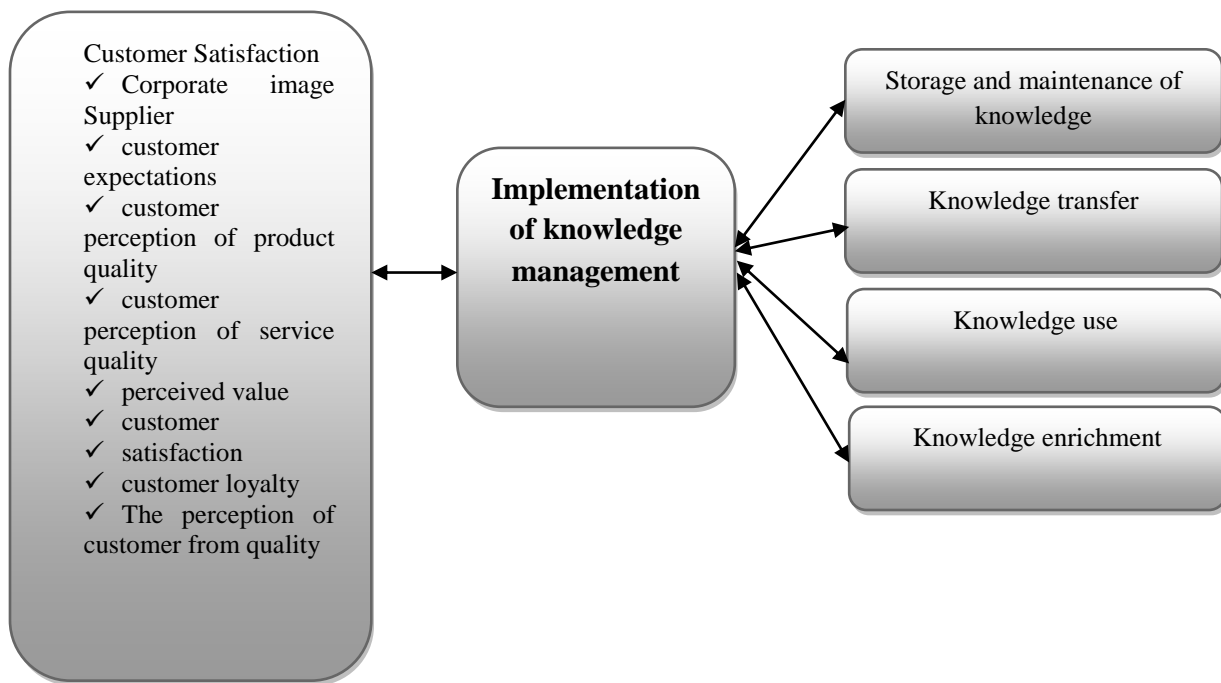 Customer Satisfaction
✓ Corporate image
Supplier
✓ customer
expectations
✓ customer
perception of product
quality
✓ customer
perception of service
quality
✓ perceived value
✓ customer
✓ satisfaction
✓ customer loyalty
✓ The perception of
customer from quality
Implementation
of knowledge
management
Storage and maintenance of
knowledge
Knowledge transfer
Knowledge use
Knowledge enrichment